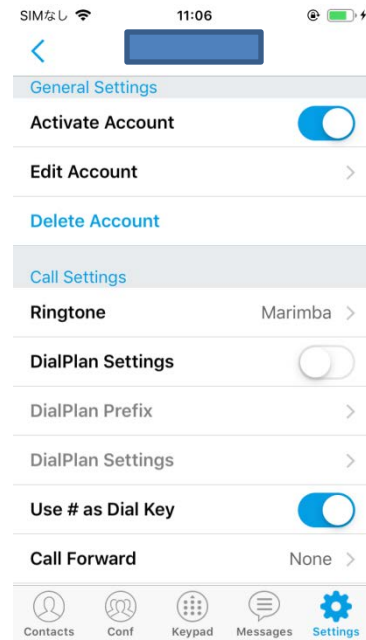 SIMなし 11:06
General Settings
Activate Account
Edit Account
Delete Account
Call Settings
Ringtone Marimba
DialPlan Settings
DialPlan Prefix
DialPlan Settings
Use # as Dial Key
Call Forward None
Contacts Conf Keypad Messages Settings